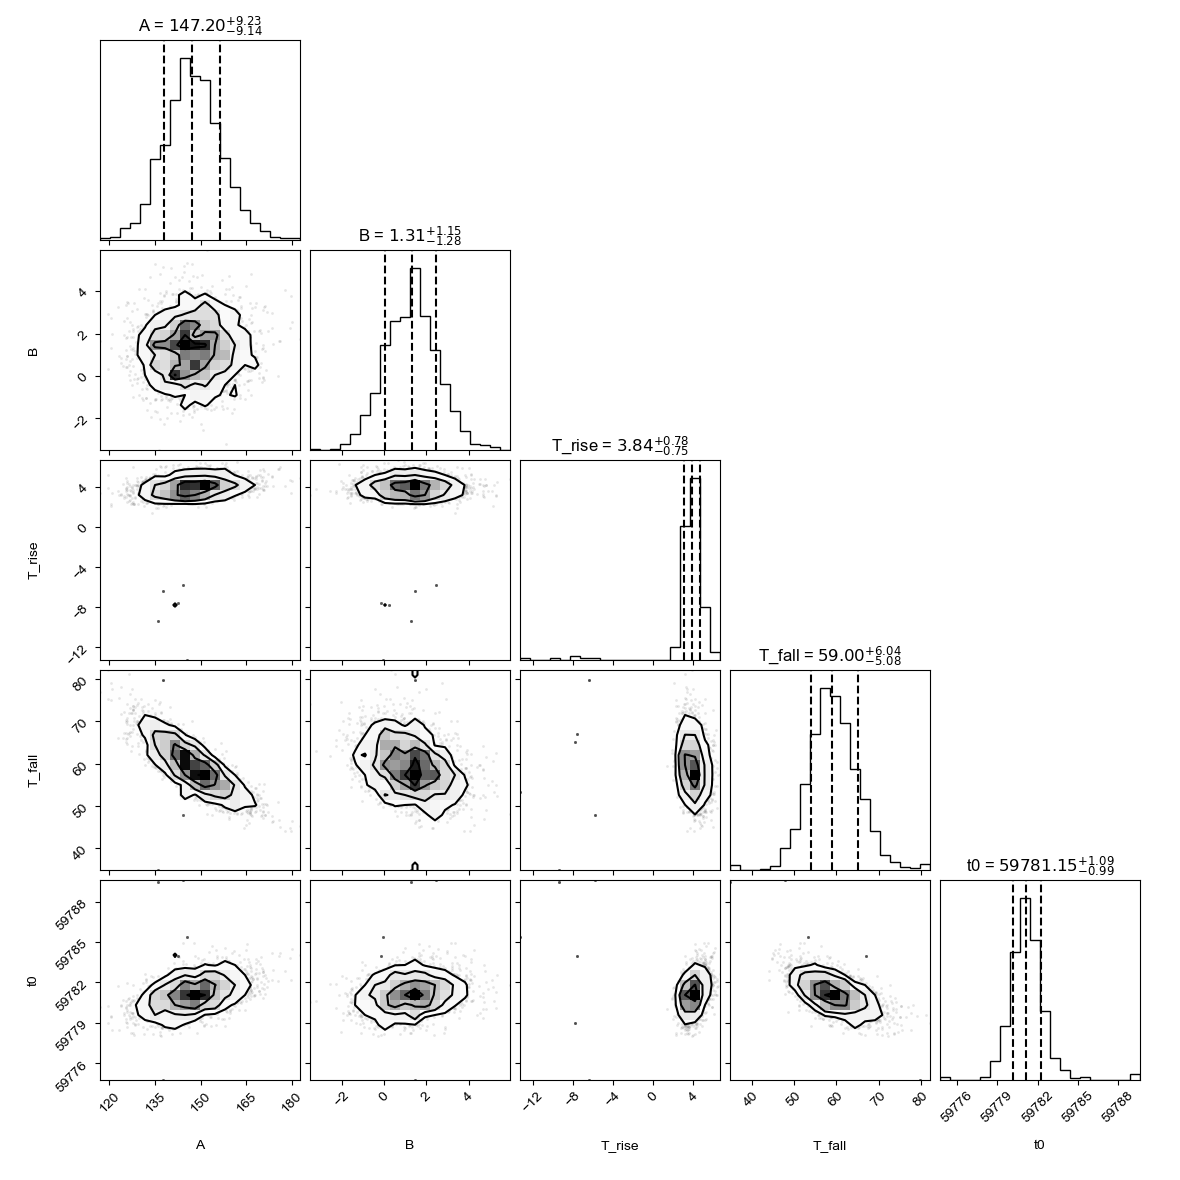 A = 147.20+9.23−9.14
B = 1.31+1.15−1.28
4
2
0
−2
B
T_rise = 3.84+0.78−0.75
4
0
−4
−8
−12
T_rise
T_fall = 59.00+6.04−5.08
80
70
60
50
40
T_fall
t0 = 59781.15+1.09−0.99
59788
59785
59782
59779
59776
t0
120 135 150 165 180 −2 0 2 4 −12 −8 −4 0 4 40 50 60 70 80 59776 59779 59782 59785 59788
A B T_rise T_fall t0